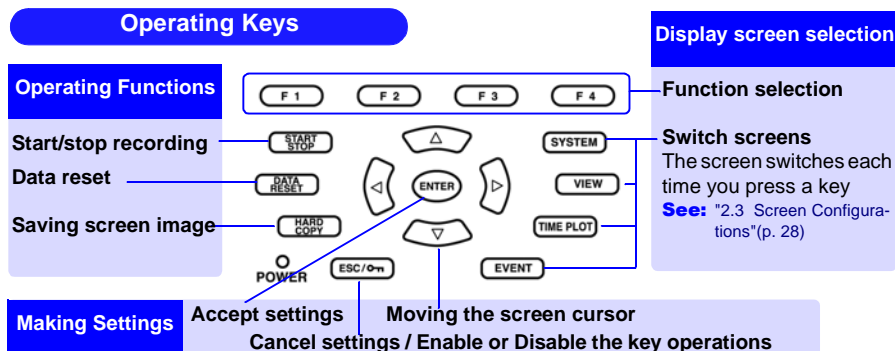 Operating Keys
Display screen selection
Operating Functions
F 1
F 2
F 3
F 4
Function selection
Start/stop recording
START
STOP
SYSTEM
Switch screens
The screen switches each
time you press a key
See: "2.3 Screen Configura-
tions"(p. 28)
Data reset
DATA
RESET
ENTER
VIEW
Saving screen image
HARD
COPY
TIME PLOT
POWER
ESC/
EVENT
Making Settings
Accept settings
Moving the screen cursor
Cancel settings / Enable or Disable the key operations